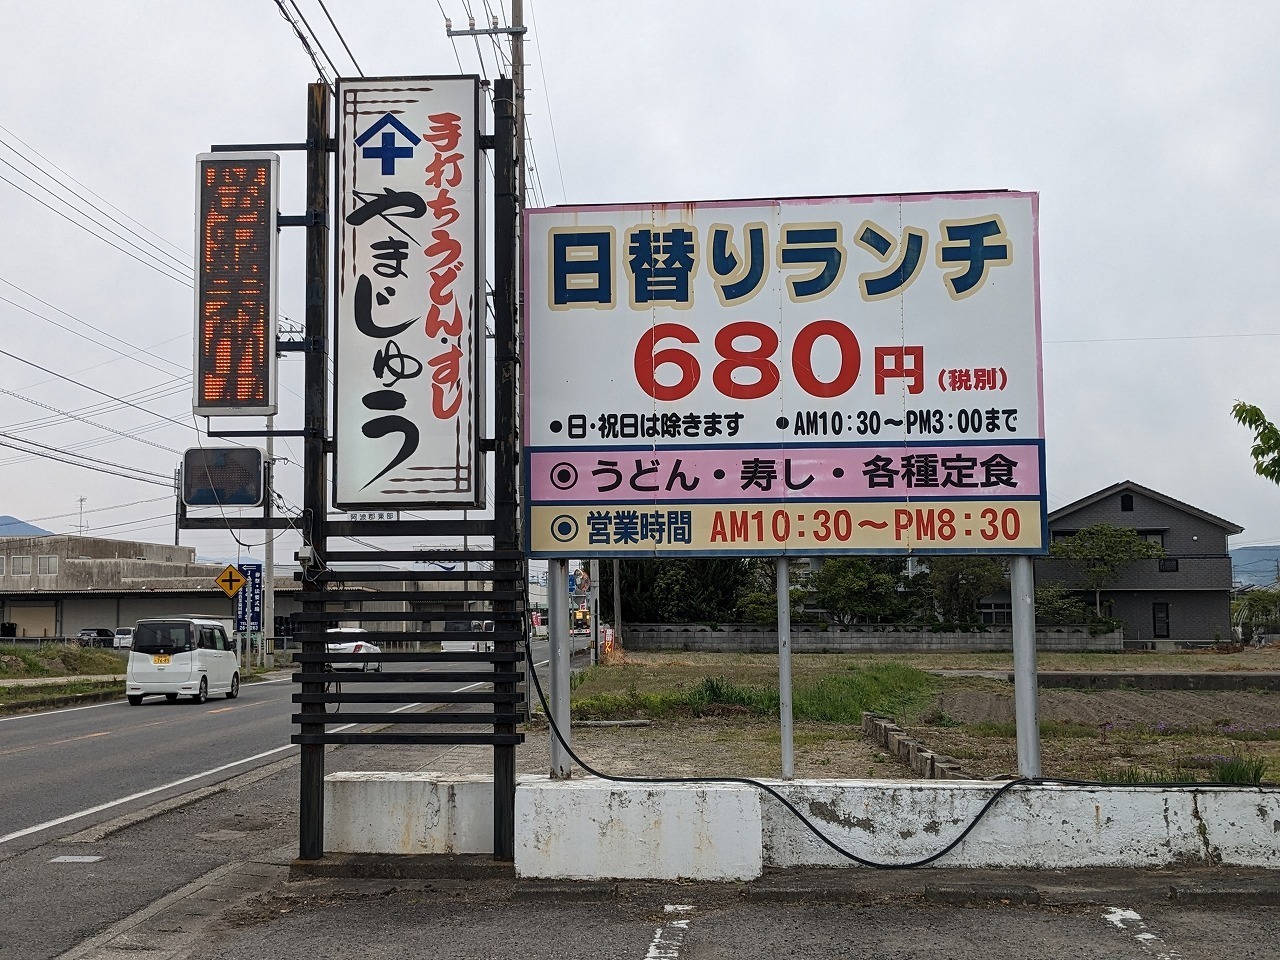 手打ちうどん・すし
やまじゅう
日替りランチ
680円(税別)
●日・祝日は除きます ●AM10:30〜PM3:00まで
◎うどん・寿し・各種定食
◎営業時間 AM10:30〜PM8:30